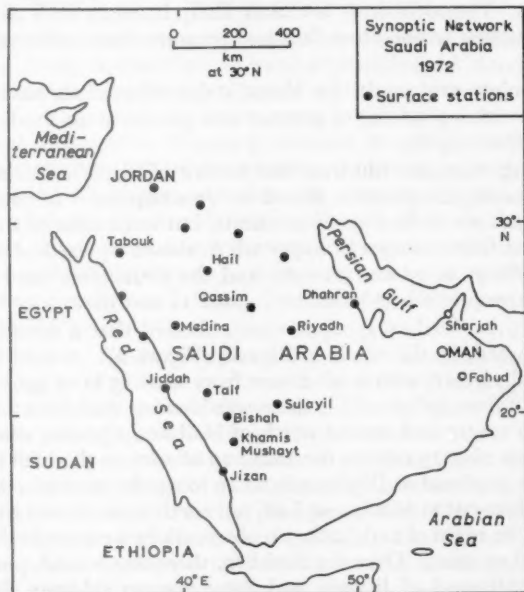 0 200 400
km
at 30°N
Synoptic Network
Saudi Arabia
1972
Surface stations
Medi-
terranean
Sea
JORDAN
30°
N
Tabouk
Hail
Persian Gulf
Qassim
Dhahran
EGYPT
Red
Sea
Medina
Riyadh
Sharjah
SAUDI ARABIA
OMAN
Jiddah
Taif
Fahud
Sulayil
Bishah
20°
Khamis
Mushayt
SUDAN
Jizan
Arabian
Sea
ETHIOPIA
40°E
50°